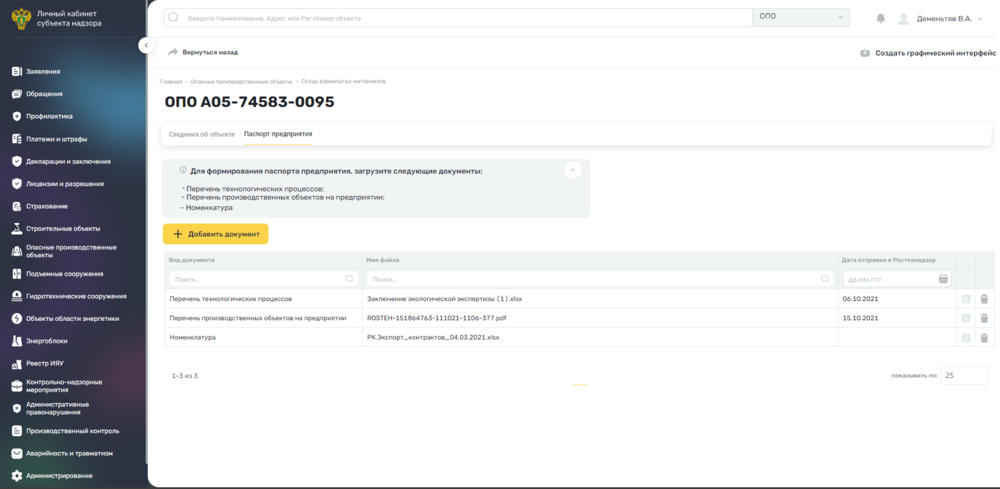 Личный кабинет
субъекта надзора
Введите Наименование, Адрес или Рег.Номер объекта
ОПО
Деменьтев В.А.
Вернуться назад
Создать графический интерфейс
Заявления
Обращения
Профилактика
Платежи и штрафы
Декларации и заключения
Лицензии и разрешения
Страхование
Строительные объекты
Опасные производственные
объекты
Подъемные сооружения
Гидротехнические сооружения
Объекты области энергетики
Энергоблоки
Реестр ИЯУ
Контрольно-надзорные
мероприятия
Административные
правонарушения
Производственный контроль
Аварийность и травматизм
Администрирование
Главная • Опасные производственные объекты • Склад взрывчатых материалов
ОПО А05-74583-0095
Сведения об объекте Паспорт предприятия
Для формирования паспорта предприятия, загрузите следующие документы:
- Перечень технологических процессов;
- Перечень производственных объектов на предприятии;
- Номенкатура
+ Добавить документ
Вид документа Имя файла Дата отправки в Ростехнадзор
Поиск... Поиск... дд.мм.гггг
Перечень технологических процессов Заключение экологической экспертизы (1).xlsx 06.10.2021
Перечень производственных объектов на предприятии ROSTEH-151864763-111021-1106-377.pdf 15.10.2021
Номенклатура РК.Экспорт_контрактов_04.03.2021.xlsx
1-3 из 3
показывать по: 25